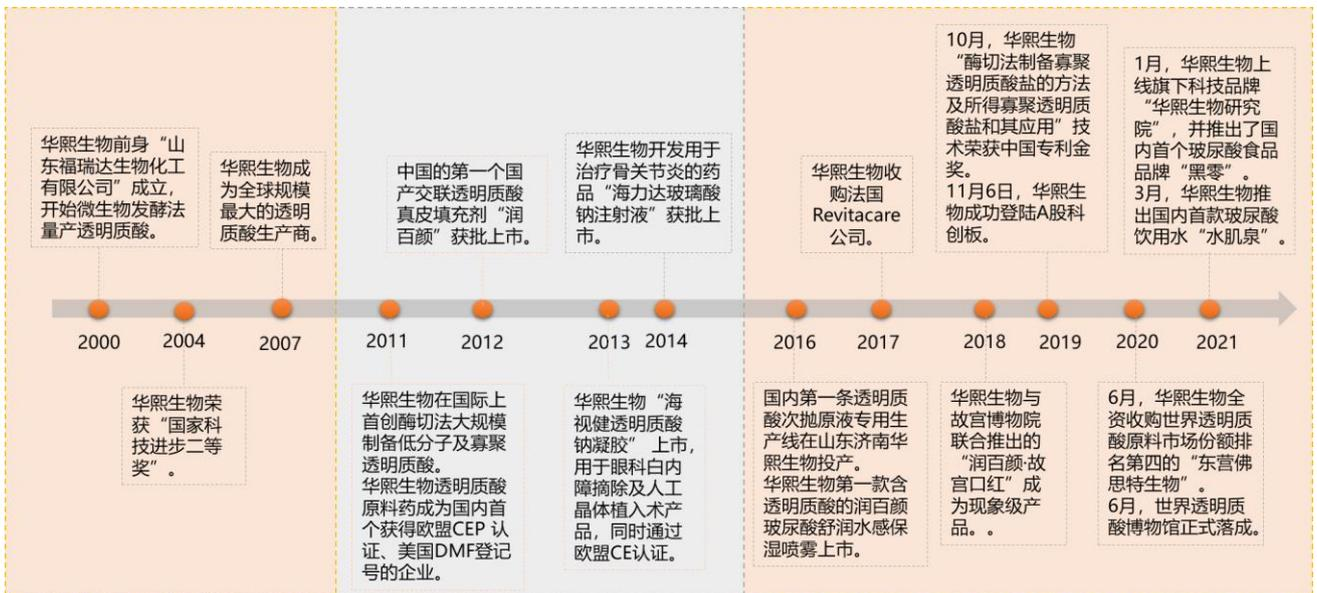 华熙生物前身“山
东福瑞达生物化工
有限公司”成立，
开始微生物发酵法
量产透明质酸。
华熙生物成
为全球规模
最大的透明
质酸生产商。
中国的第一个国
产交联透明质酸
真皮填充剂“润
百颜”获批上市。
华熙生物开发用于
治疗骨关节炎的药
品“海力达玻璃酸
钠注射液”获批上
市。
华熙生物收
购法国
Revitacare
公司。
10月，华熙生物
“酶切法制备寡聚
透明质酸盐的方法
及所得寡聚透明质
酸盐和其应用”技
术荣获中国专利金
奖。
11月6日，华熙生
物成功登陆A股科
创板。
1月，华熙生物上
线旗下科技品牌
“华熙生物研究
院”，并推出了国
内首个玻尿酸食品
品牌“黑零”。
3月，华熙生物推
出国内首款玻尿酸
饮用水“水肌泉”。
2000
2004
2007
2011
2012
2013
2014
2016
2017
2018
2019
2020
2021
华熙生物荣
获“国家科
技进步二等
奖”。
华熙生物在国际上
首创酶切法大规模
制备低分子及寡聚
透明质酸。
华熙生物透明质酸
原料药成为国内首
个获得欧盟CEP 认
证、美国DMF登记
号的企业。
华熙生物“海
视健透明质酸
钠凝胶” 上市，
用于眼科白内
障摘除及人工
晶体植入术产
品，同时通过
欧盟CE认证。
国内第一条透明质
酸次抛原液专用生
产线在山东济南华
熙生物投产。
华熙生物第一款含
透明质酸的润百颜
玻尿酸舒润水感保
湿喷雾上市。
华熙生物与
故宫博物院
联合推出的
“润百颜·故
宫口红”成
为现象级产
品。。
6月，华熙生物全
资收购世界透明质
酸原料市场份额排
名第四的“东营佛
思特生物”。
6月，世界透明质
酸博物馆正式落成。